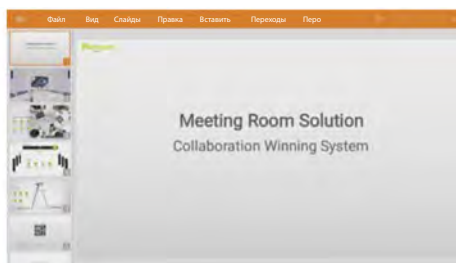 Файл Вид Слайды Правка Вставить Переходы Перо
Meeting Room Solution
Collaboration Winning System